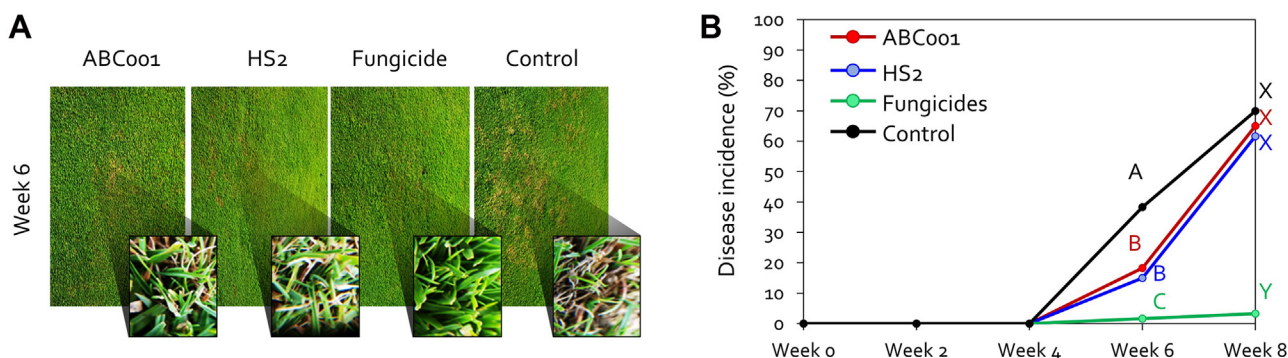 A
ABC001
HS2
Fungicide
Control
Week 6
B
Disease incidence (%)
100
90
80
70
60
50
40
30
20
10
0
ABC001
HS2
Fungicides
Control
A
B
B
C
X
X
X
Y
Week 0
Week 2
Week 4
Week 6
Week 8